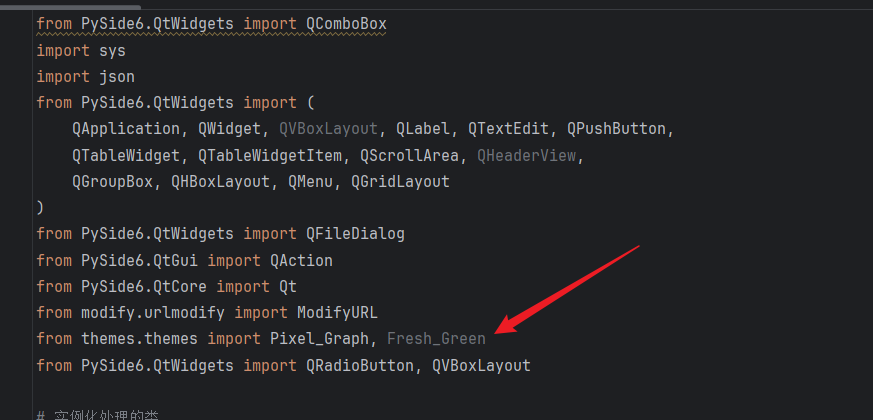 from PySide6.QtWidgets import QComboBox
import sys
import json
from PySide6.QtWidgets import (
    QApplication, QWidget, QVBoxLayout, QLabel, QTextEdit, QPushButton,
    QTableWidget, QTableWidgetItem, QScrollArea, QHeaderView,
    QGroupBox, QHBoxLayout, QMenu, QGridLayout
)
from PySide6.QtWidgets import QFileDialog
from PySide6.QtGui import QAction
from PySide6.QtCore import Qt
from modify.urlmodify import ModifyURL
from themes.themes import Pixel_Graph, Fresh_Green
from PySide6.QtWidgets import QRadioButton, QVBoxLayout
# 实例化处理的类